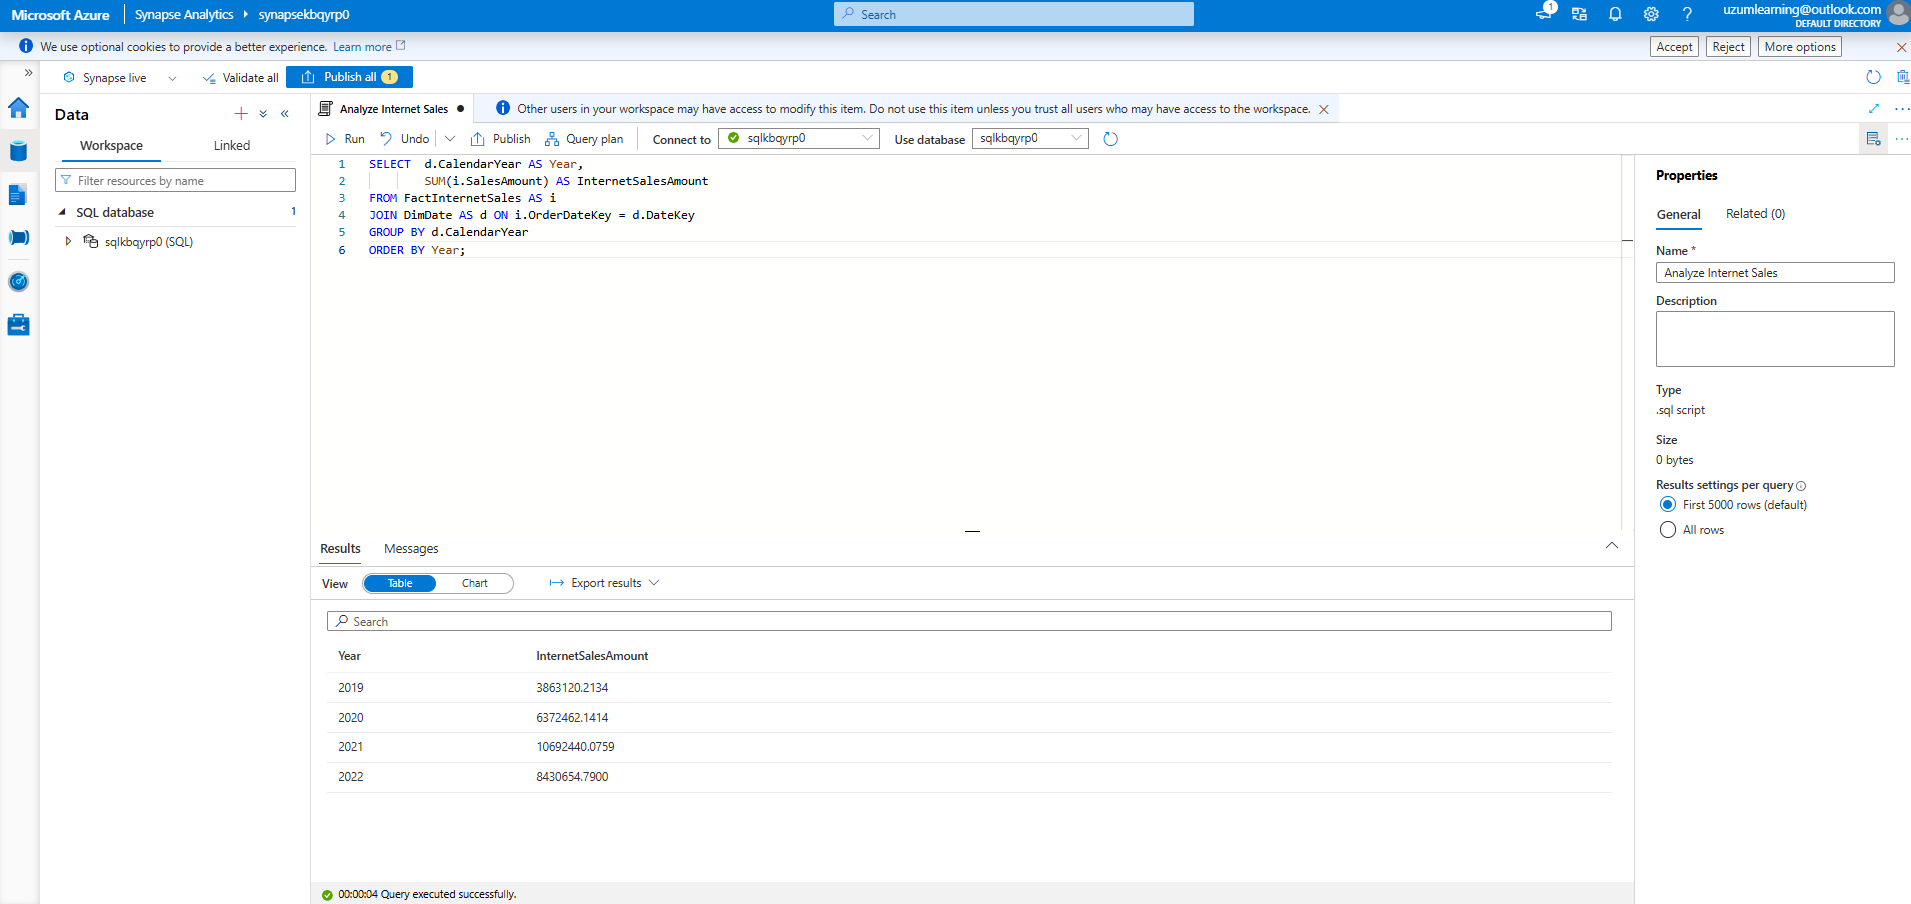 Microsoft Azure
Synapse Analytics
synapsekbqyrp0
Search
1
uzumlearning@outlook.com
DEFAULT DIRECTORY
We use optional cookies to provide a better experience. Learn more
Accept
Reject
More options
Synapse live
Validate all
Publish all 1
Data
Workspace
Linked
Filter resources by name
SQL database 1
sqlkbqyrp0 (SQL)
Analyze Internet Sales
Other users in your workspace may have access to modify this item. Do not use this item unless you trust all users who may have access to the workspace.
Run
Undo
Publish
Query plan
Connect to
sqlkbqyrp0
Use database
sqlkbqyrp0
1 SELECT d.CalendarYear AS Year,
2 SUM(i.SalesAmount) AS InternetSalesAmount
3 FROM FactInternetSales AS i
4 JOIN DimDate AS d ON i.OrderDateKey = d.DateKey
5 GROUP BY d.CalendarYear
6 ORDER BY Year;
Results
Messages
View
Table
Chart
Export results
Search
Year InternetSalesAmount
2019 3863120.2134
2020 6372462.1414
2021 10692440.0759
2022 8430654.7900
00:00:04 Query executed successfully.
Properties
General
Related (0)
Name *
Analyze Internet Sales
Description
Type
.sql script
Size
0 bytes
Results settings per query
First 5000 rows (default)
All rows